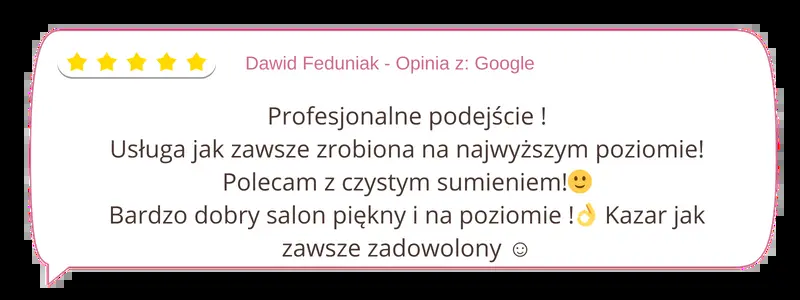 Dawid Feduniak - Opinia z: Google
Profesjonalne podejście !
Usługa jak zawsze zrobiona na najwyższym poziomie!
Polecam z czystym sumieniem!🙂
Bardzo dobry salon piękny i na poziomie !👌 Kazar jak
zawsze zadowolony ☺